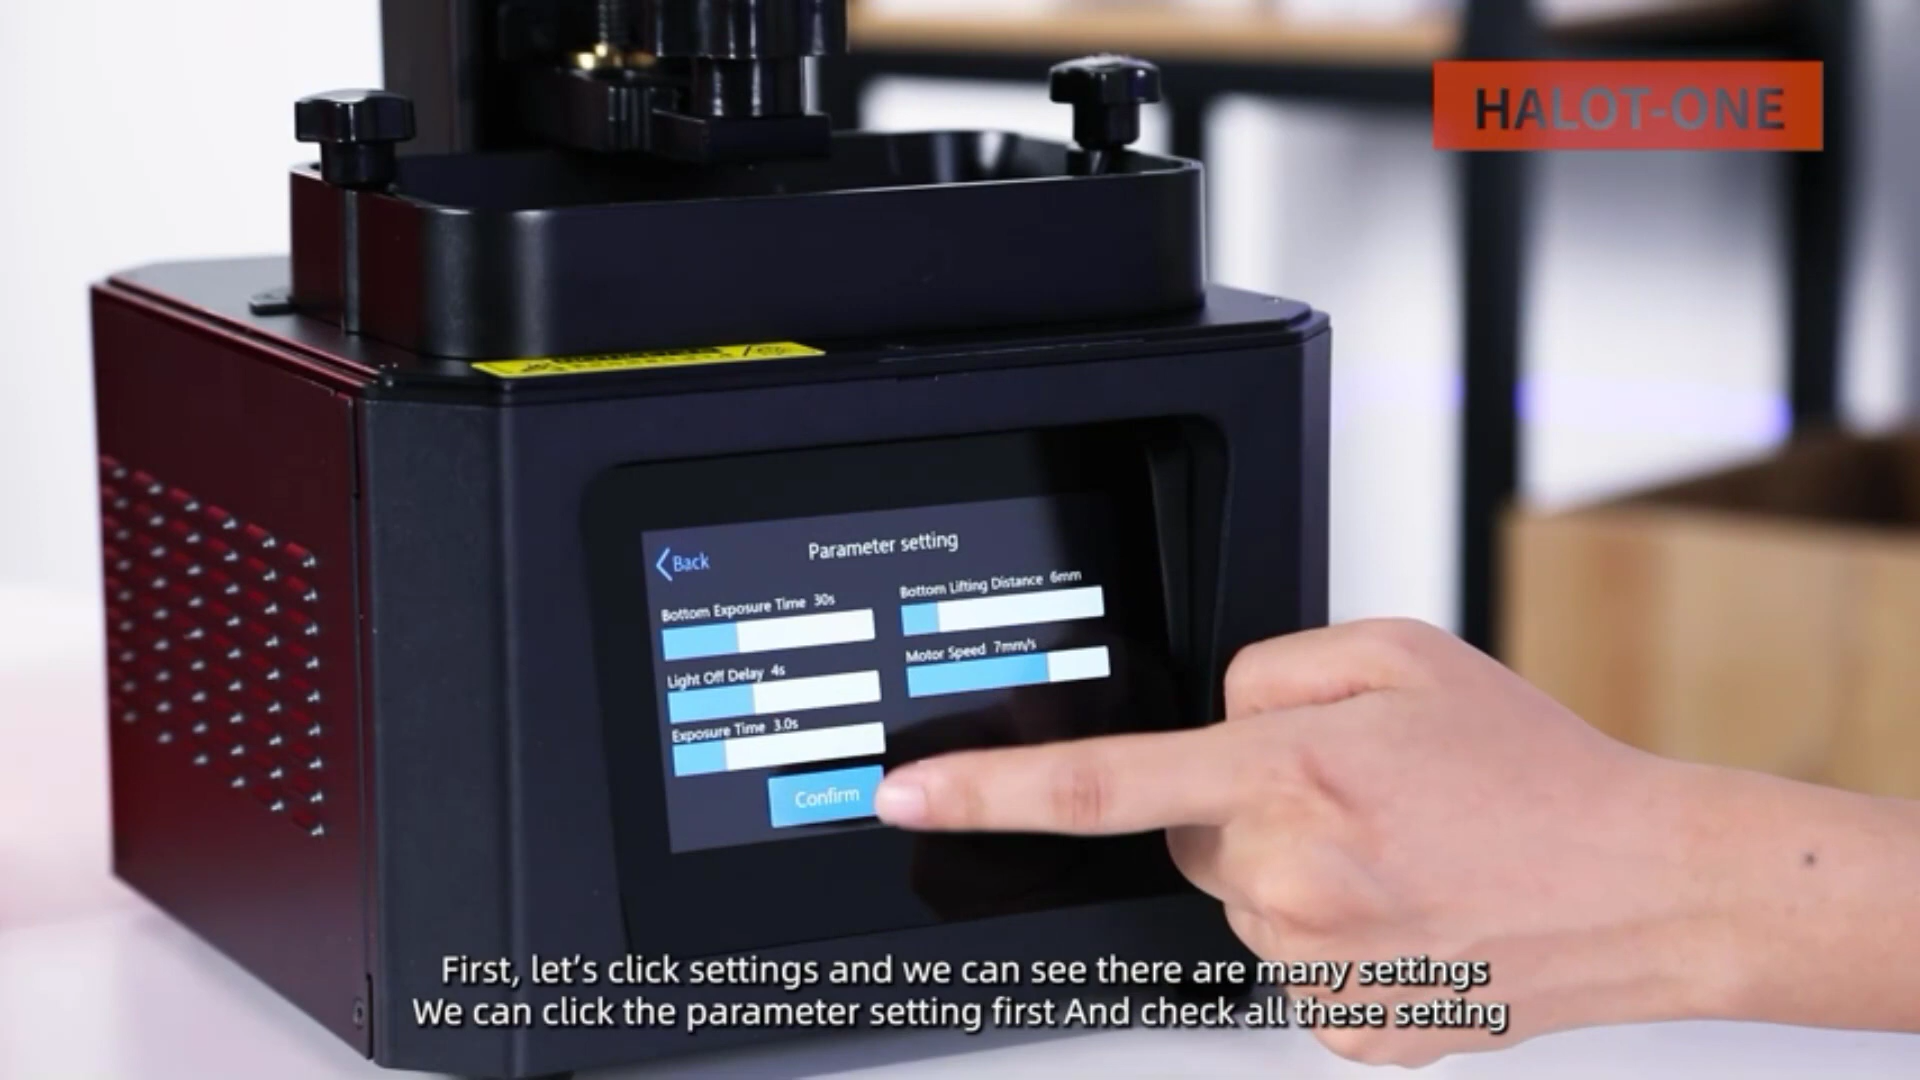 HALOT-ONE
Back
Parameter setting
Bottom Exposure Time 30s
Bottom Lifting Distance 6mm
Light Off Delay 4s
Motor Speed 7mm/s
Exposure Time 3.0s
Confirm
First, let's click settings and we can see there are many settings
We can click the parameter setting first And check all these setting